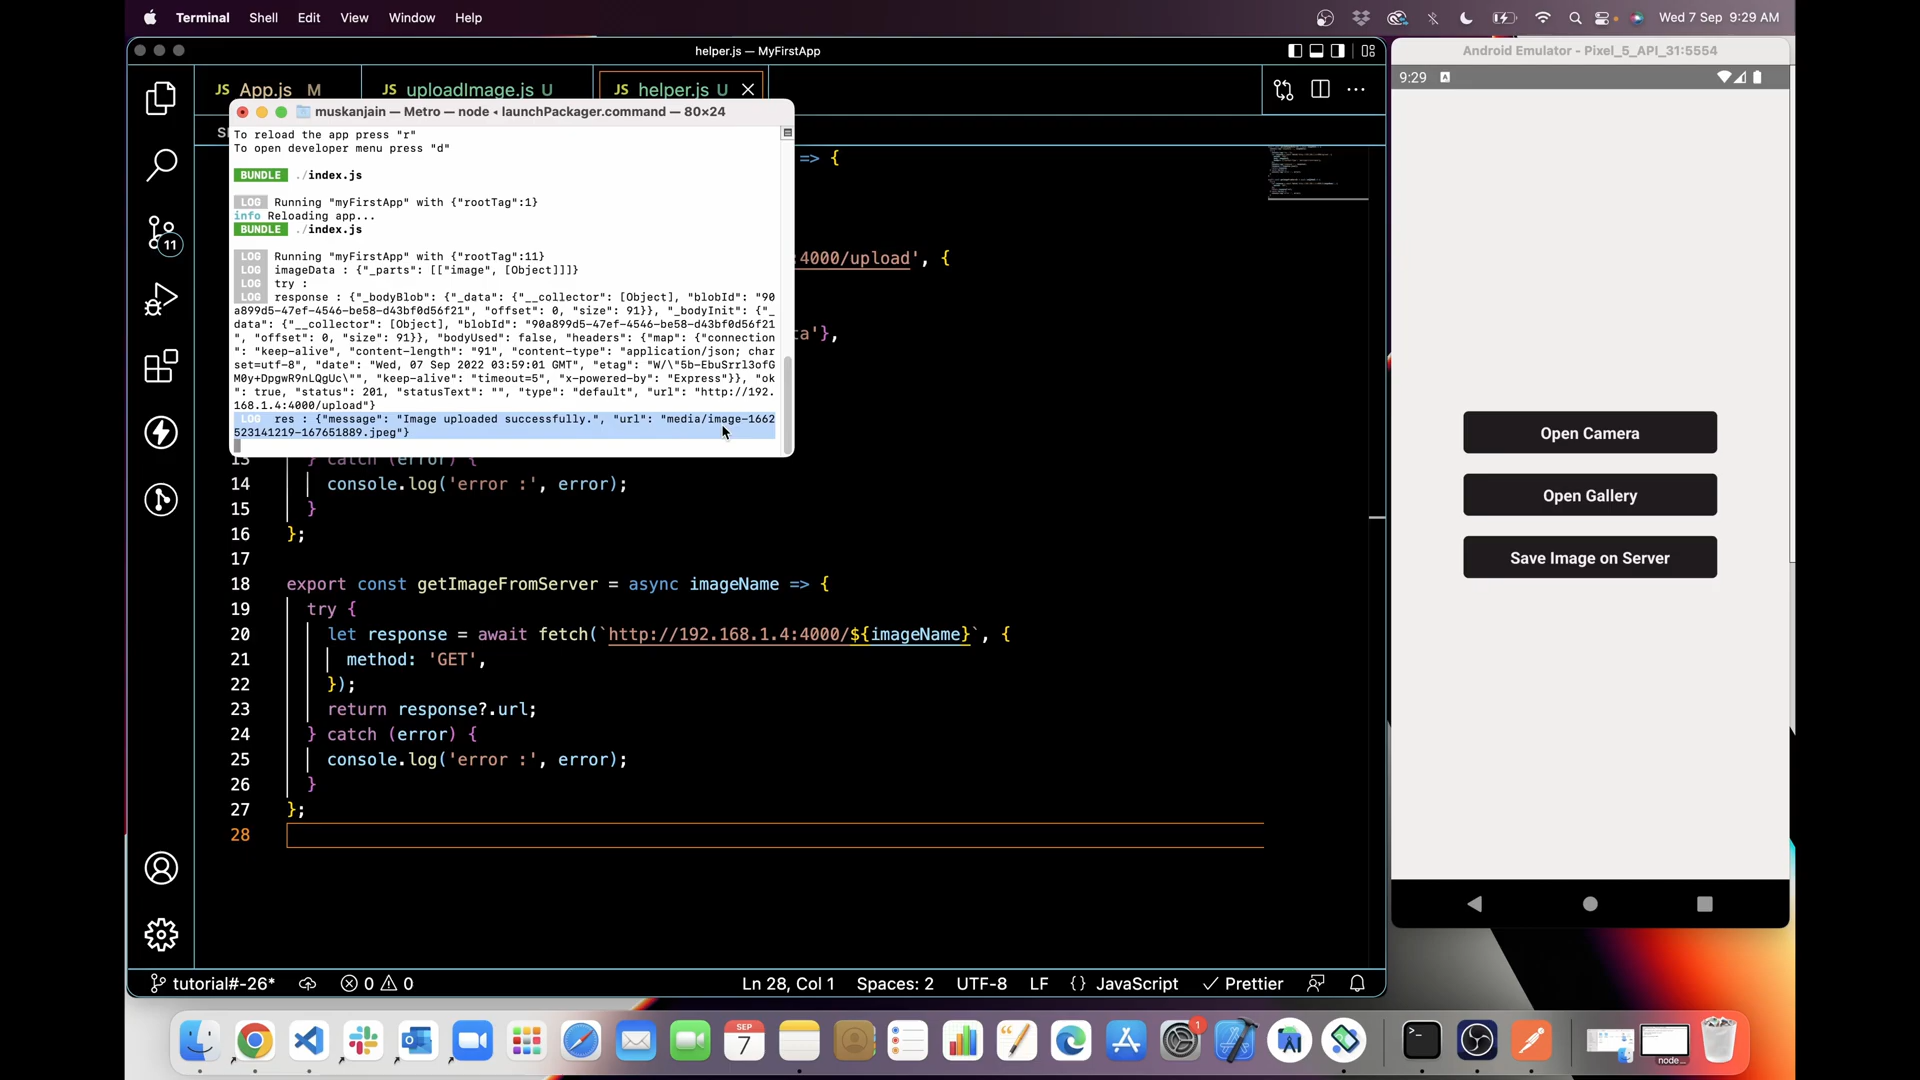 Terminal Shell Edit View Window Help
Wed 7 Sep 9:29 AM
helper.js — MyFirstApp
JS App.js M
JS uploadImage.js U
JS helper.js U
muskanjain — Metro — node ◂ launchPackager.command — 80×24
To reload the app press "r"
To open developer menu press "d"
BUNDLE ./index.js
LOG Running "myFirstApp" with {"rootTag":1}
info Reloading app...
BUNDLE ./index.js
LOG Running "myFirstApp" with {"rootTag":11}
LOG imageData : {"_parts": [["image", [Object]]]}
LOG try :
LOG response : {"_bodyBlob": {"_data": {"__collector": [Object], "blobId": "90
a899d5-47ef-4546-be58-d43bf0d56f21", "offset": 0, "size": 91}}, "_bodyInit": {"_
data": {"__collector": [Object], "blobId": "90a899d5-47ef-4546-be58-d43bf0d56f21
", "offset": 0, "size": 91}}, "bodyUsed": false, "headers": {"map": {"connection
": "keep-alive", "content-length": "91", "content-type": "application/json; char
set=utf-8", "date": "Wed, 07 Sep 2022 03:59:01 GMT", "etag": "W/\"5b-EbuSrrl3ofG
M0y+DpgwR9nLQgUc\"", "keep-alive": "timeout=5", "x-powered-by": "Express"}}, "ok
": true, "status": 201, "statusText": "", "type": "default", "url": "http://192.
168.1.4:4000/upload"}
LOG res : {"message": "Image uploaded successfully.", "url": "media/image-1662
523141219-167651889.jpeg"}
=> {
:4000/upload', {
ta'},
13 } catch (error) {
14 console.log('error :', error);
15 }
16 };
17
18 export const getImageFromServer = async imageName => {
19 try {
20 let response = await fetch(`http://192.168.1.4:4000/${imageName}`, {
21 method: 'GET',
22 });
23 return response?.url;
24 } catch (error) {
25 console.log('error :', error);
26 }
27 };
28
11
tutorial#-26* 0 0 Ln 28, Col 1 Spaces: 2 UTF-8 LF {} JavaScript Prettier
Android Emulator - Pixel_5_API_31:5554
9:29
Open Camera
Open Gallery
Save Image on Server
SEP
7
1
node...